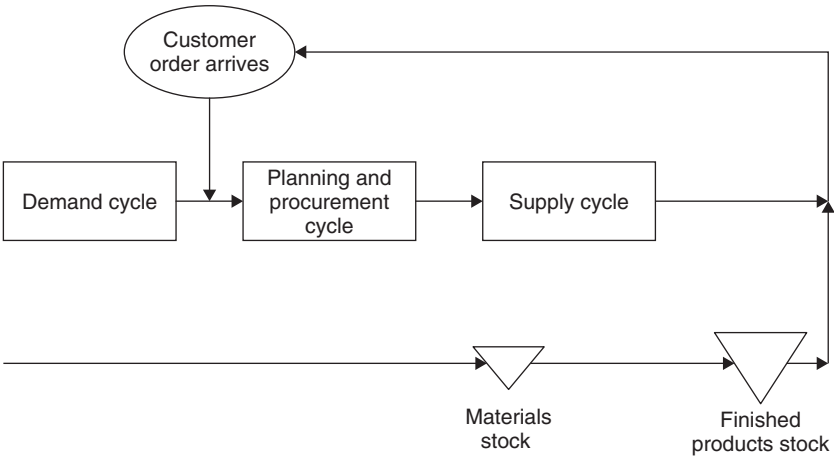 Customer
order arrives
Demand cycle
Planning and
procurement
cycle
Supply cycle
Materials
stock
Finished
products stock